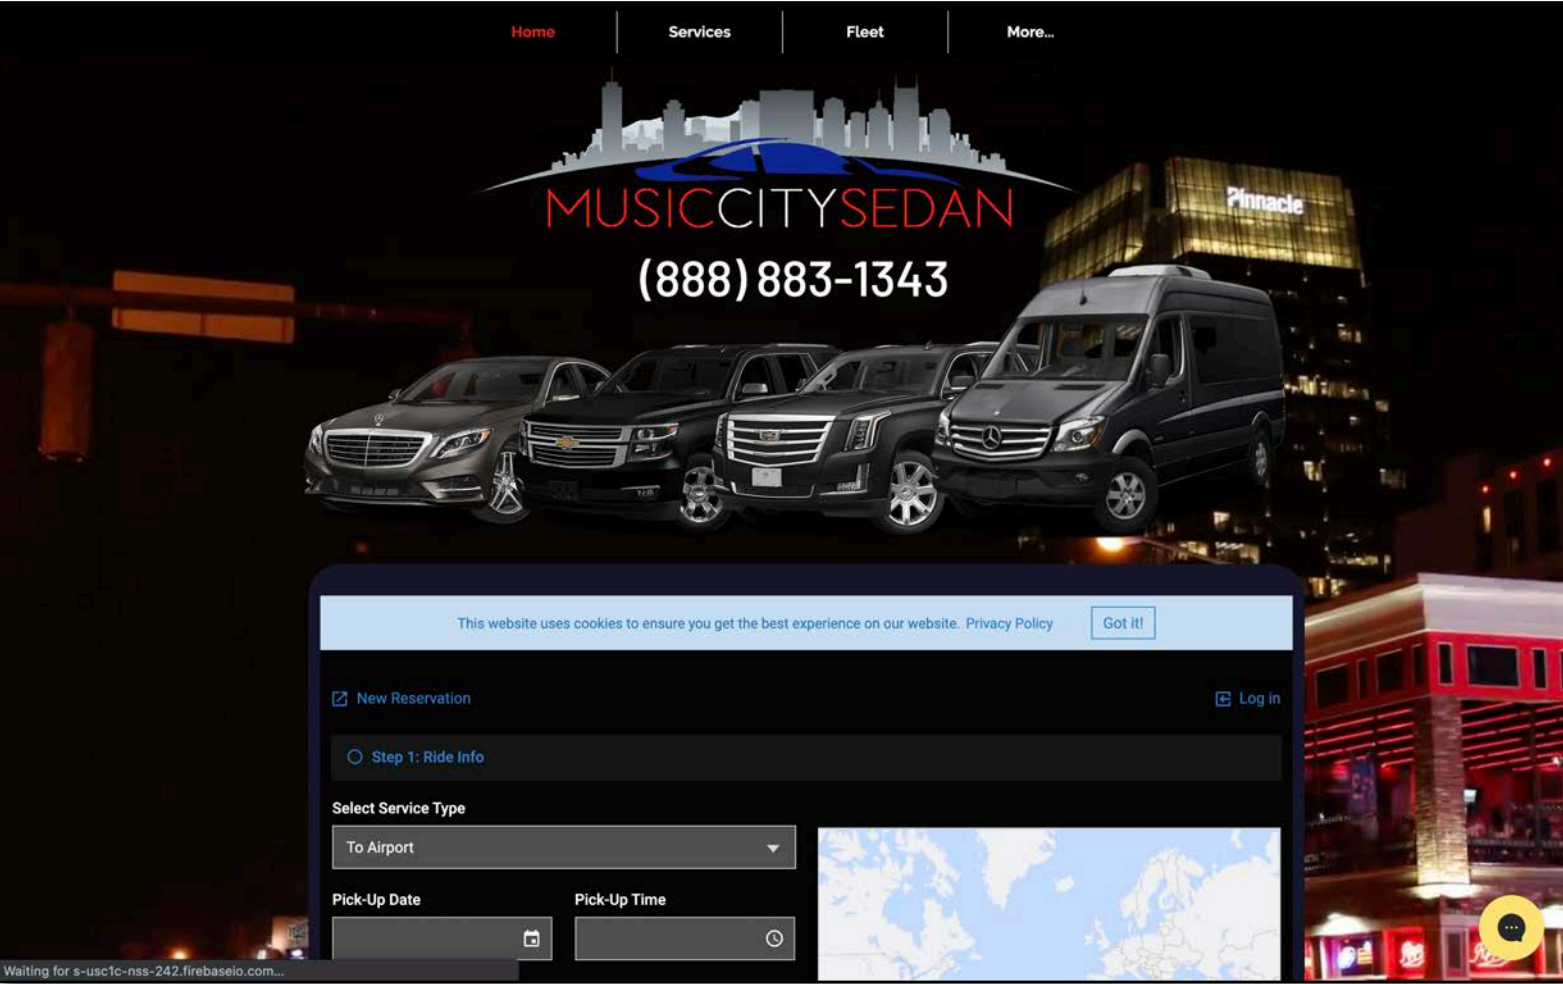 Home
Services
Fleet
More...
MUSICCITYSEDAN
(888) 883-1343
Pinnacle
This website uses cookies to ensure you get the best experience on our website. Privacy Policy
Got it!
New Reservation
Log in
Step 1: Ride Info
Select Service Type
To Airport
Pick-Up Date
Pick-Up Time
Waiting for s-usc1c-nss-242.firebaseio.com...